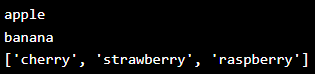 apple
banana
['cherry', 'strawberry', 'raspberry']